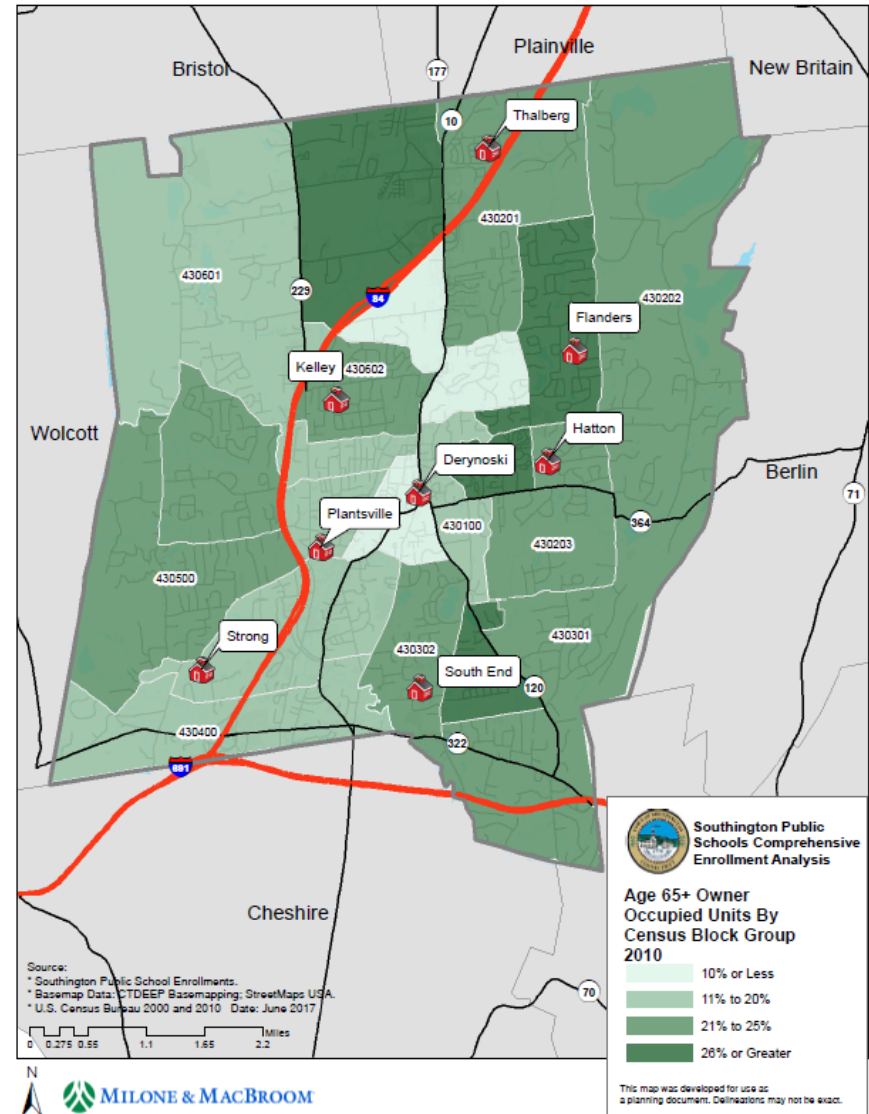 Plainville
Bristol
New Britain
177
10
Thalberg
430201
430601
430202
229
84
Flanders
Kelley
430602
Wolcott
Hatton
Derynoski
Berlin
71
Plantsville
430100
364
430203
430500
Strong
430302
430301
South End
120
430400
322
691
Cheshire
70
Southington Public
Schools Comprehensive
Enrollment Analysis
Age 65+ Owner
Occupied Units By
Census Block Group
2010
10% or Less
11% to 20%
21% to 25%
26% or Greater
This map was developed for use as
a planning document. Delineations may not be exact.
Source:
* Southington Public School Enrollments.
* Basemap Data: CTDEEP Basemapping; StreetMaps USA.
* U.S. Census Bureau 2000 and 2010 Date: June 2017
Miles
0 0.275 0.55 1.1 1.65 2.2
N
MILONE & MACBROOM